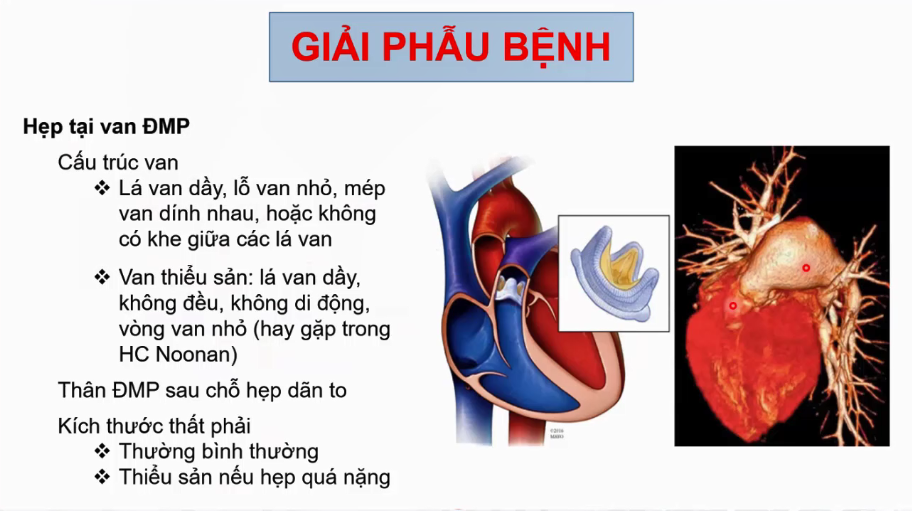 GIẢI PHẪU BỆNH
Hẹp tại van ĐMP
Cấu trúc van
❖ Lá van dầy, lỗ van nhỏ, mép
van dính nhau, hoặc không
có khe giữa các lá van
❖ Van thiểu sản: lá van dầy,
không đều, không di động,
vòng van nhỏ (hay gặp trong
HC Noonan)
Thân ĐMP sau chỗ hẹp dãn to
Kích thước thất phải
❖ Thường bình thường
❖ Thiểu sản nếu hẹp quá nặng